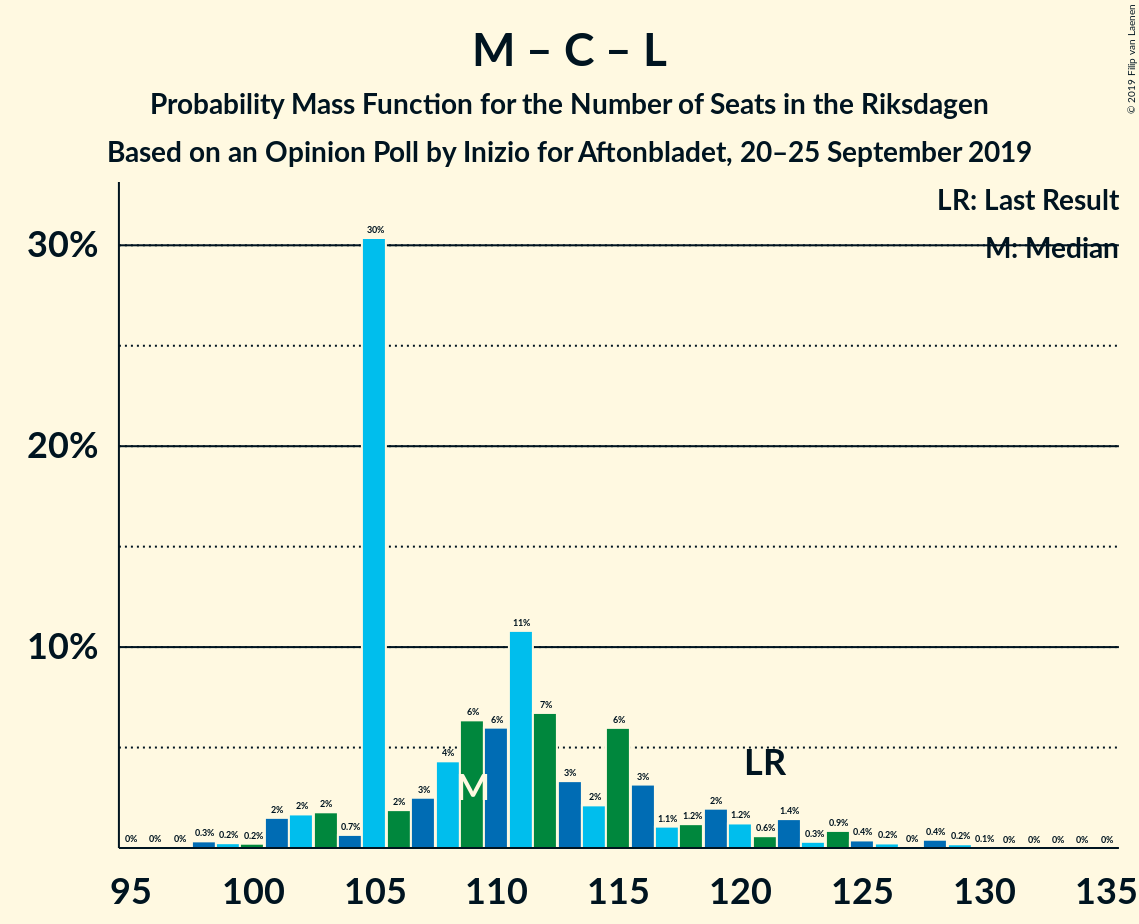 M – C – L
Probability Mass Function for the Number of Seats in the Riksdagen
Based on an Opinion Poll by Inizio for Aftonbladet, 20–25 September 2019
© 2019 Filip van Laenen
LR: Last Result
M: Median
30%
20%
10%
0% 0% 0% 0.3% 0.2% 0.2% 2% 2% 2% 0.7% 30% 2% 3% 4% 6% 6% 11% 7% 3% 2% 6% 3% 1.1% 1.2% 2% 1.2% 0.6% 1.4% 0.3% 0.9% 0.4% 0.2% 0% 0.4% 0.2% 0.1% 0% 0% 0% 0% 0%
M
LR
95 100 105 110 115 120 125 130 135